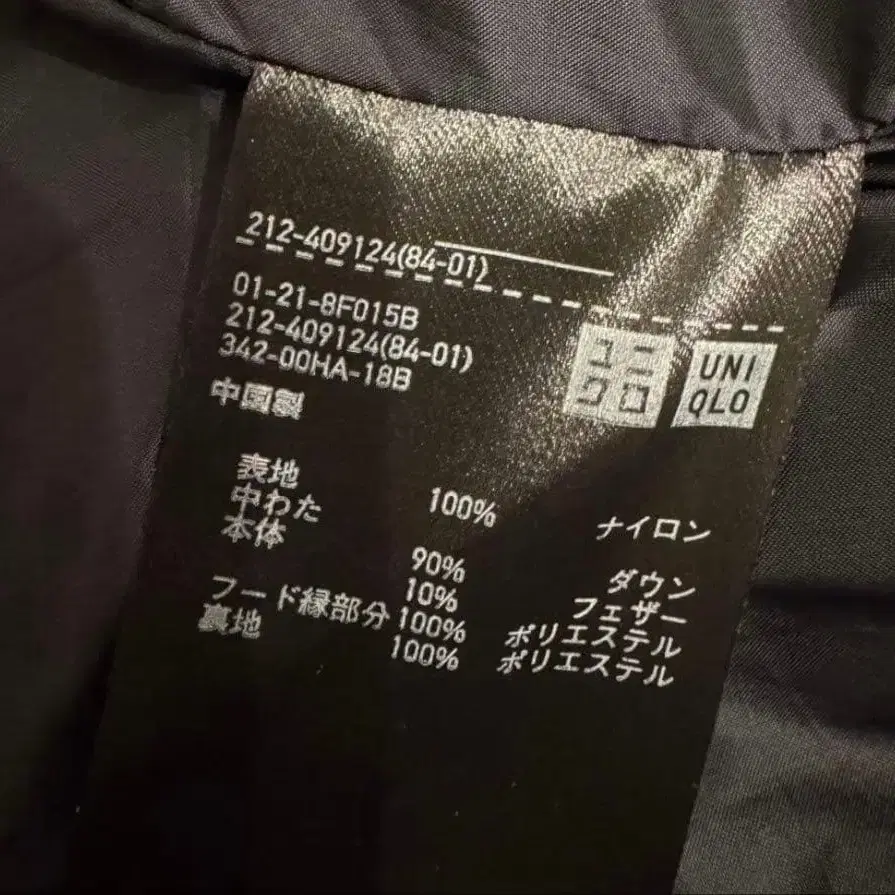 212-409124(84-01)
01-21-8F015B
212-409124(84-01)
342-00HA-18B
中国製
ユニ
クロ
UNI
QLO
表地 100% ナイロン
中わた
本体 90% ダウン
10% フェザー
フード縁部分 100% ポリエステル
裏地 100% ポリエステル